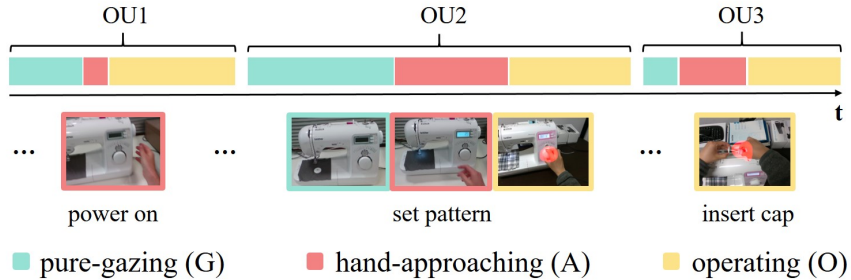 OU1 OU2 OU3
t
... ... ...
power on set pattern insert cap
pure-gazing (G) hand-approaching (A) operating (O)